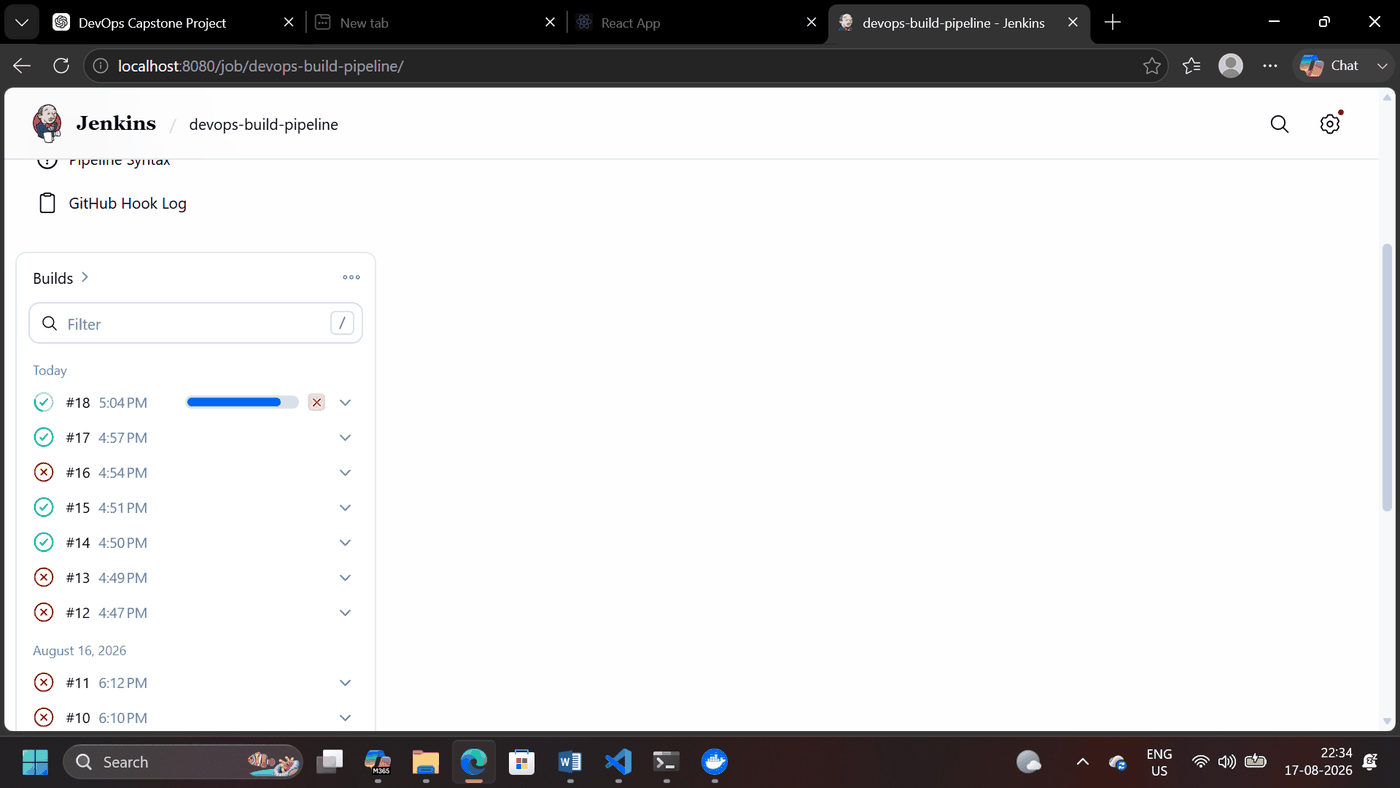 DevOps Capstone Project
New tab
React App
devops-build-pipeline - Jenkins
localhost:8080/job/devops-build-pipeline/
Chat
Jenkins / devops-build-pipeline
Pipeline Syntax
GitHub Hook Log
Builds
Filter /
Today
#18 5:04 PM
#17 4:57 PM
#16 4:54 PM
#15 4:51 PM
#14 4:50 PM
#13 4:49 PM
#12 4:47 PM
August 16, 2026
#11 6:12 PM
#10 6:10 PM
Search
M365
ENG
US
22:34
17-08-2026